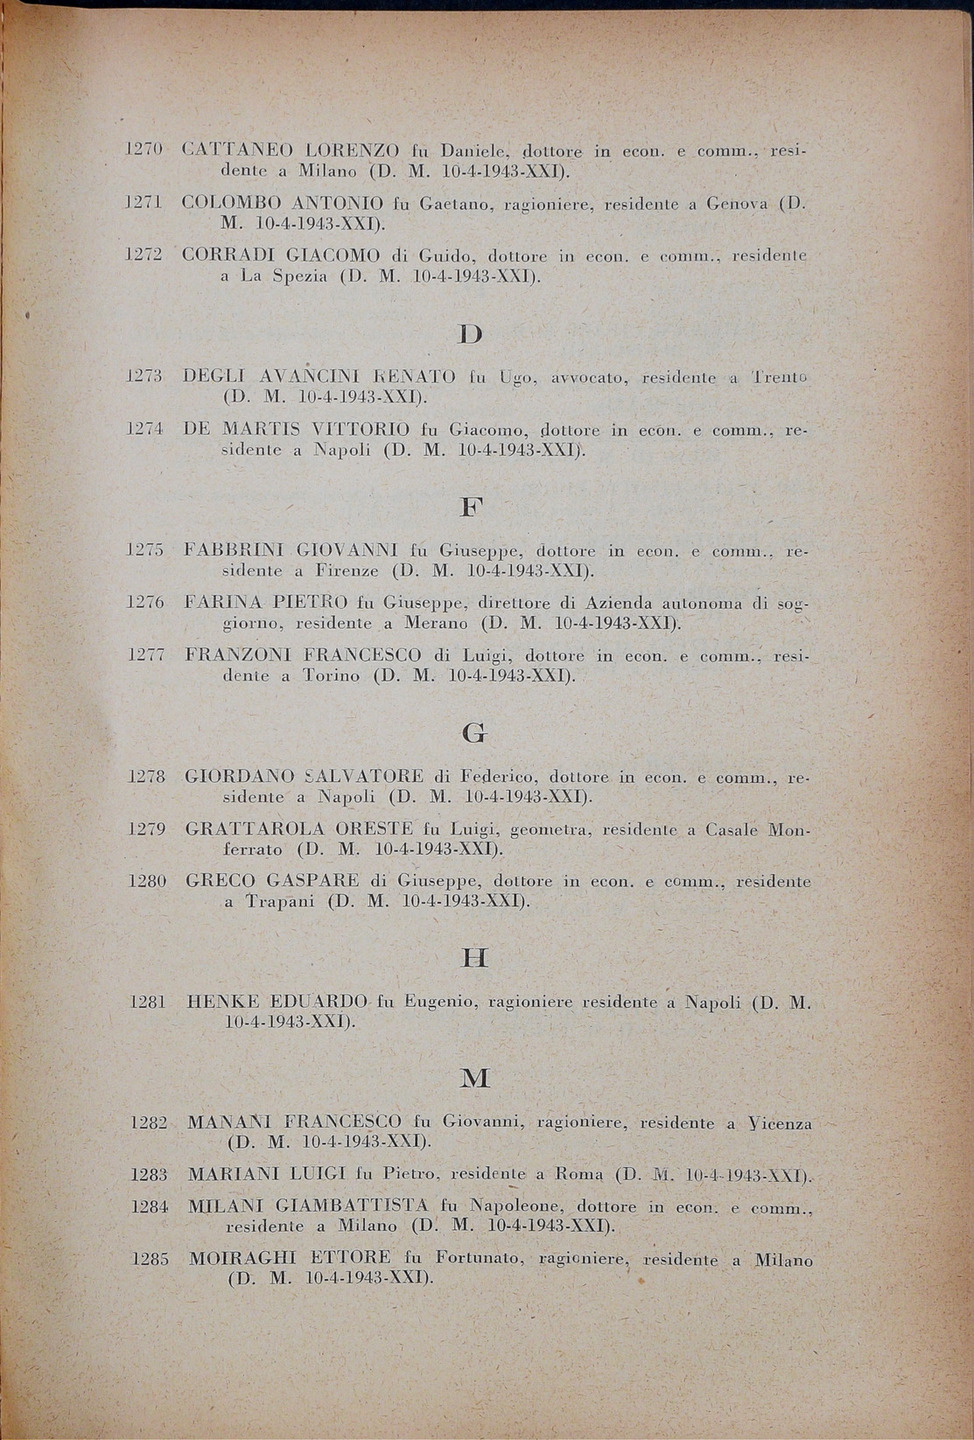 1270 CATTANEO LORENZO fu Daniele, dottore in econ. e comm., resi-
dente a Milano (D. M. 10-4-1943-XXI).
1271 COLOMBO ANTONIO fu Gaetano, ragioniere, residente a Genova (D.
M. 10-4-1943-XXI).
1272 CORRADI GIACOMO di Guido, dottore in econ. e comm., residente
a La Spezia (D. M. 10-4-1943-XXI).
D
1273 DEGLI AVANCINI RENATO fu Ugo, avvocato, residente a Trento
(D. M. 10-4-1943-XXI).
1274 DE MARTIS VITTORIO fu Giacomo, dottore in econ. e comm., re-
sidente a Napoli (D. M. 10-4-1943-XXI).
F
1275 FABBRINI GIOVANNI fu Giuseppe, dottore in econ. e comm., re-
sidente a Firenze (D. M. 10-4-1943-XXI).
1276 FARINA PIETRO fu Giuseppe, direttore di Azienda autonoma di sog-
giorno, residente a Merano (D. M. 10-4-1943-XXI).
1277 FRANZONI FRANCESCO di Luigi, dottore in econ. e comm., resi-
dente a Torino (D. M. 10-4-1943-XXI).
G
1278 GIORDANO SALVATORE di Federico, dottore in econ. e comm., re-
sidente a Napoli (D. M. 10-4-1943-XXI).
1279 GRATTAROLA ORESTE fu Luigi, geometra, residente a Casale Mon-
ferrato (D. M. 10-4-1943-XXI).
1280 GRECO GASPARE di Giuseppe, dottore in econ. e comm., residente
a Trapani (D. M. 10-4-1943-XXI).
H
1281 HENKE EDUARDO fu Eugenio, ragioniere residente a Napoli (D. M.
10-4-1943-XXI).
M
1282 MANANI FRANCESCO fu Giovanni, ragioniere, residente a Vicenza
(D. M. 10-4-1943-XXI).
1283 MARIANI LUIGI fu Pietro, residente a Roma (D. M. 10-4-1943-XXI).
1284 MILANI GIAMBATTISTA fu Napoleone, dottore in econ. e comm.,
residente a Milano (D. M. 10-4-1943-XXI).
1285 MOIRAGHI ETTORE fu Fortunato, ragioniere, residente a Milano
(D. M. 10-4-1943-XXI).